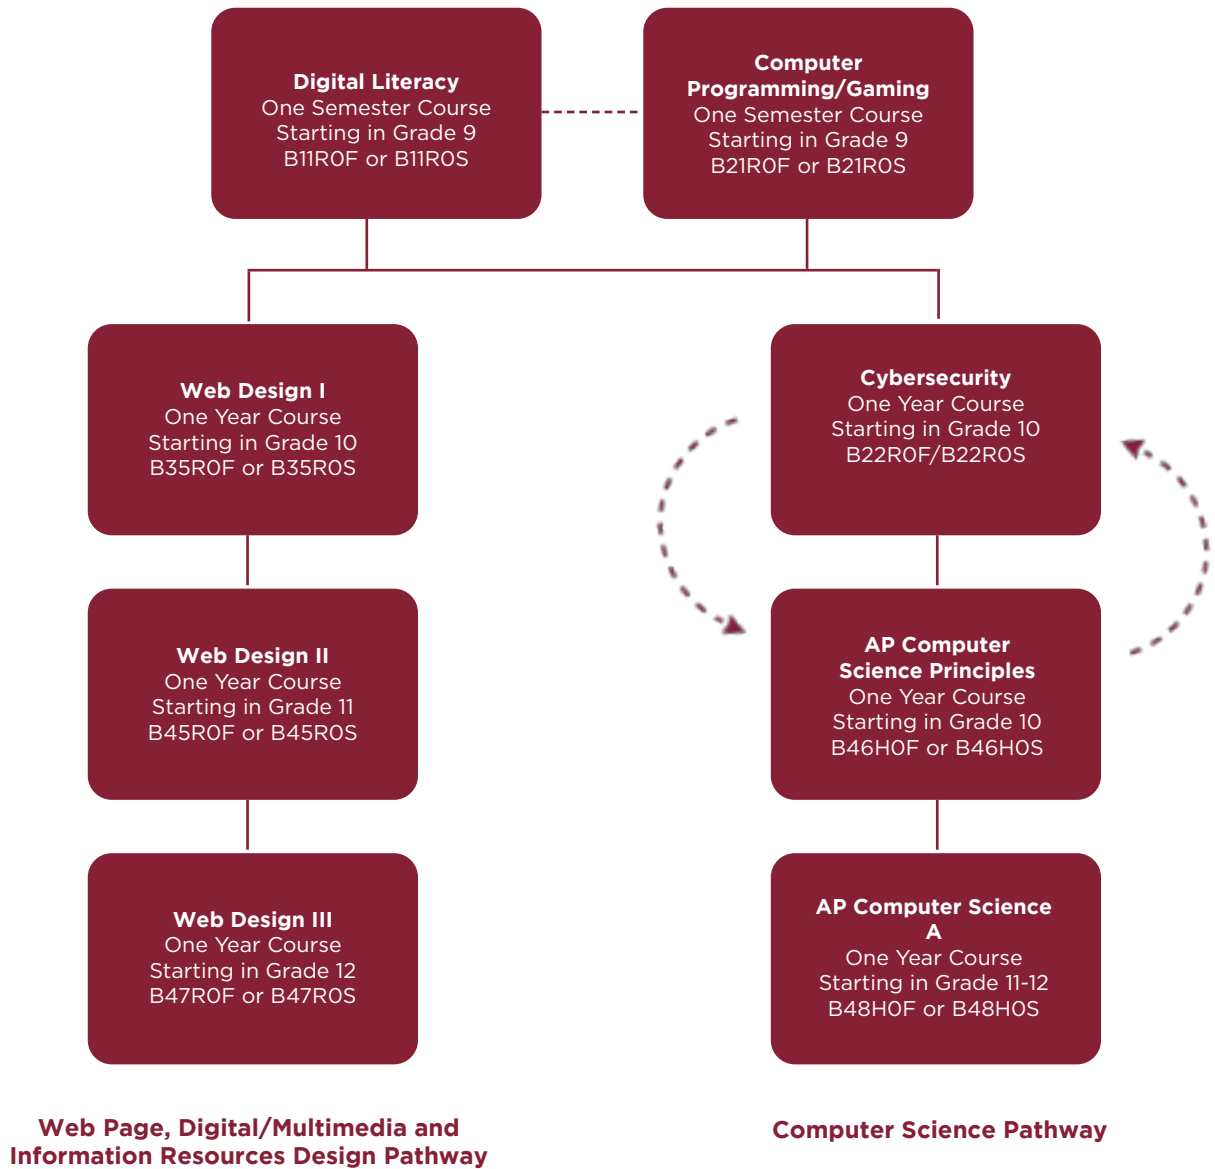 Digital Literacy
One Semester Course
Starting in Grade 9
B11R0F or B11R0S
Computer
Programming/Gaming
One Semester Course
Starting in Grade 9
B21R0F or B21R0S
Web Design I
One Year Course
Starting in Grade 10
B35R0F or B35R0S
Cybersecurity
One Year Course
Starting in Grade 10
B22R0F/B22R0S
Web Design II
One Year Course
Starting in Grade 11
B45R0F or B45R0S
AP Computer
Science Principles
One Year Course
Starting in Grade 10
B46H0F or B46H0S
Web Design III
One Year Course
Starting in Grade 12
B47R0F or B47R0S
AP Computer Science
A
One Year Course
Starting in Grade 11-12
B48H0F or B48H0S
Web Page, Digital/Multimedia and
Information Resources Design Pathway
Computer Science Pathway